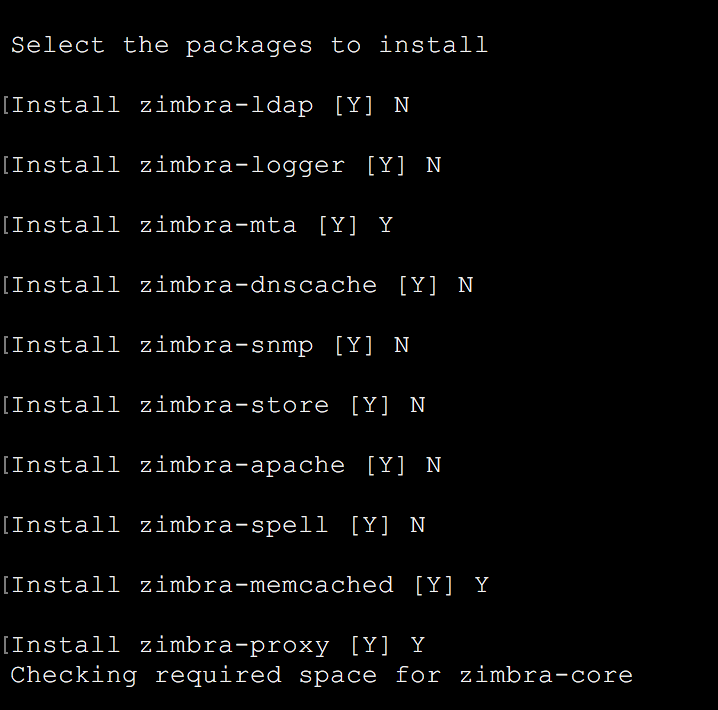 Select the packages to install
[Install zimbra-ldap [Y] N
[Install zimbra-logger [Y] N
[Install zimbra-mta [Y] Y
[Install zimbra-dnscache [Y] N
[Install zimbra-snmp [Y] N
[Install zimbra-store [Y] N
[Install zimbra-apache [Y] N
[Install zimbra-spell [Y] N
[Install zimbra-memcached [Y] Y
[Install zimbra-proxy [Y] Y
Checking required space for zimbra-core